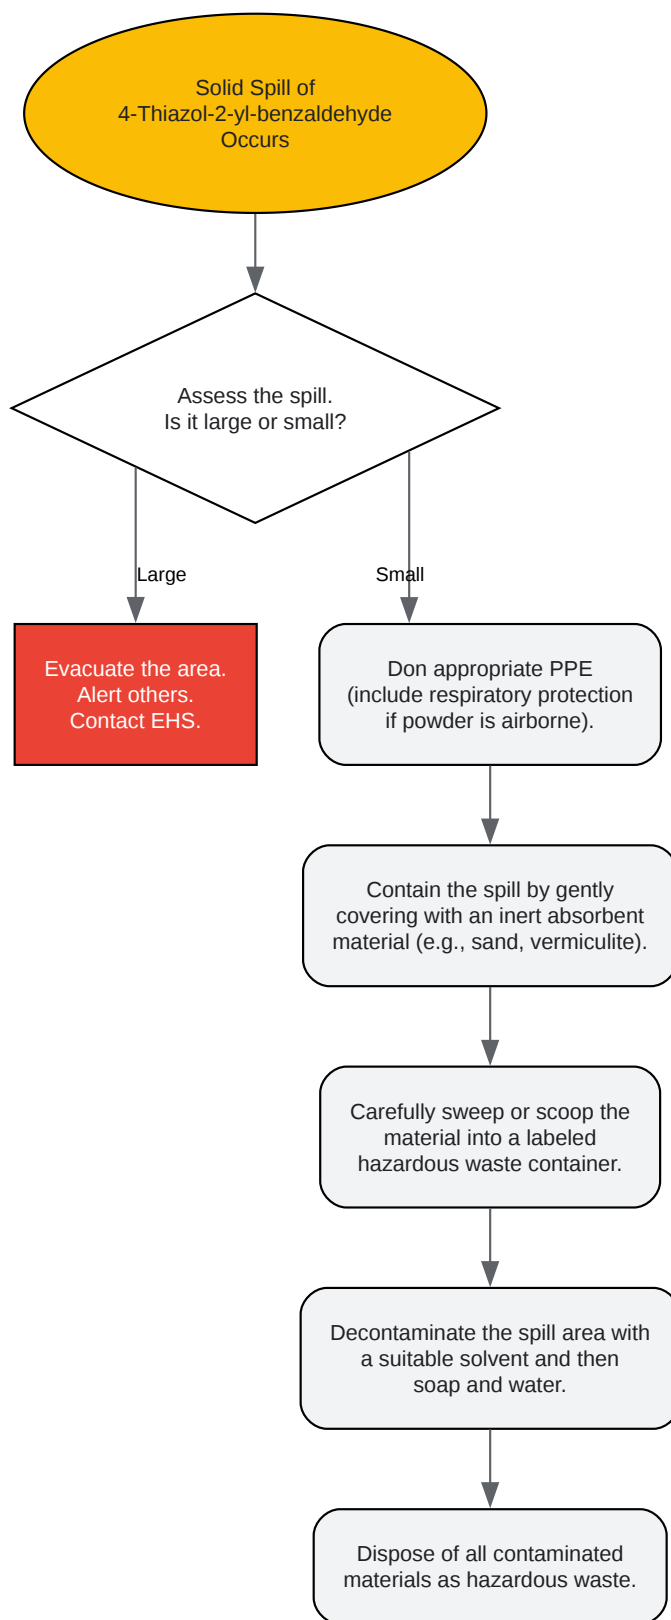 Solid Spill of
4-Thiazol-2-yl-benzaldehyde
Occurs
Assess the spill.
Is it large or small?
Large
Small
Evacuate the area.
Alert others.
Contact EHS.
Don appropriate PPE
(include respiratory protection
if powder is airborne).
Contain the spill by gently
covering with an inert absorbent
material (e.g., sand, vermiculite).
Carefully sweep or scoop the
material into a labeled
hazardous waste container.
Decontaminate the spill area with
a suitable solvent and then
soap and water.
Dispose of all contaminated
materials as hazardous waste.